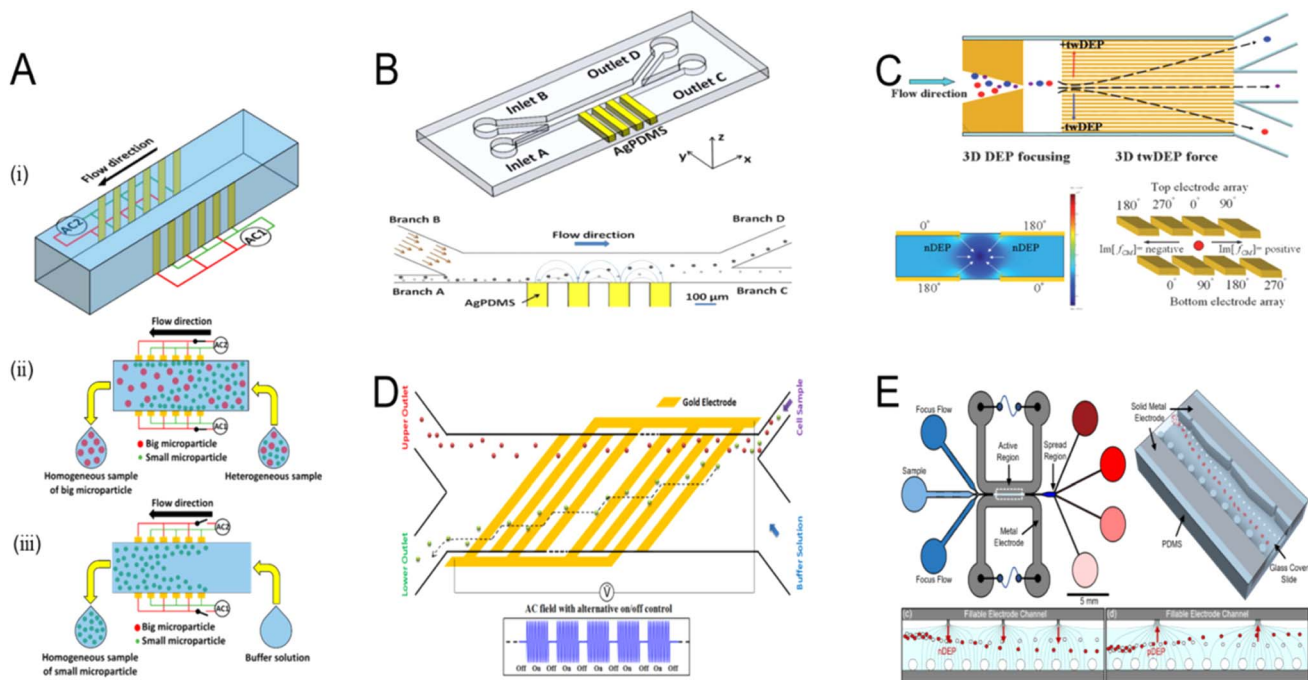 A
(i)
Flow direction
AC2
AC1
(ii)
Flow direction
AC2
AC1
Big microparticle
Small microparticle
Homogeneous sample
of big microparticle
Heterogeneous sample
(iii)
Flow direction
AC2
AC1
Big microparticle
Small microparticle
Homogeneous sample
of small microparticle
Buffer solution
B
Inlet B
Outlet D
Inlet A
Outlet C
AgPDMS
z
y
x
Branch B
Flow direction
Branch D
Branch A
Branch C
AgPDMS
100 µm
C
Flow direction
+twDEP
-twDEP
3D DEP focusing
3D twDEP force
0°
180°
nDEP
nDEP
180°
0°
Top electrode array
180°
270°
0°
90°
Im[fCM]= negative
Im[fCM]= positive
0°
90°
180°
270°
Bottom electrode array
D
Gold Electrode
Upper Outlet
Cell Sample
Lower Outlet
Buffer Solution
V
AC field with alternative on/off control
Off On Off On Off On Off On Off On Off
E
Focus Flow
Sample
Focus Flow
Active
Region
Spread
Region
Metal
Electrode
5 mm
Solid Metal
Electrode
PDMS
Glass Cover
Slide
(c)
Fillable Electrode Channel
nDEP
(d)
Fillable Electrode Channel
pDEP